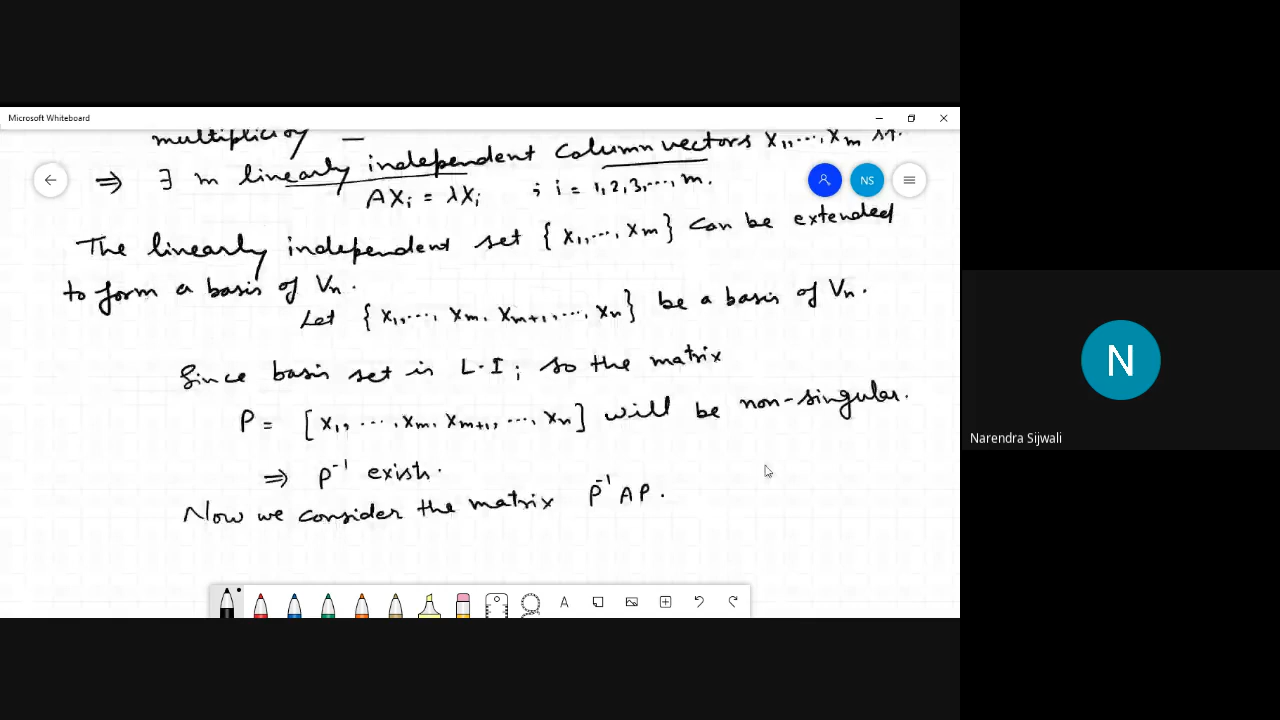 Microsoft Whiteboard
multiplicity
⇒ ∃ m linearly independent column vectors X1, ..., Xm s.t.
AXi = λXi ; i = 1, 2, 3, ..., m.
NS
The linearly independent set { X1, ..., Xm } can be extended
to form a basis of Vn.
Let { X1, ..., Xm, Xm+1, ..., Xn } be a basis of Vn.
Since basis set is L.I; so the matrix
P = [ X1, ..., Xm, Xm+1, ..., Xn ] will be non-singular.
⇒ P⁻¹ exist.
Now we consider the matrix P⁻¹AP.
N
Narendra Sijwali
A